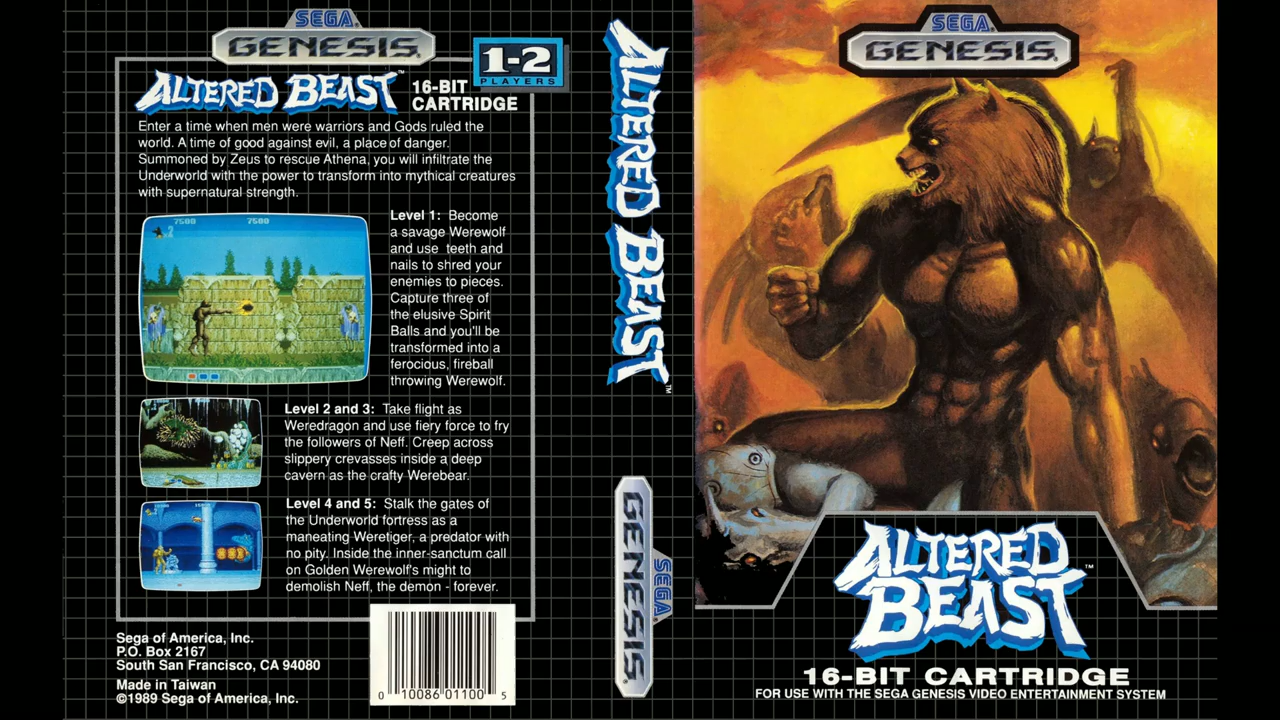 SEGA
GENESIS
1-2
PLAYERS
ALTERED BEAST™
16-BIT
CARTRIDGE
Enter a time when men were warriors and Gods ruled the
world. A time of good against evil, a place of danger.
Summoned by Zeus to rescue Athena, you will infiltrate the
Underworld with the power to transform into mythical creatures
with supernatural strength.
7500 7500
Level 1: Become
a savage Werewolf
and use teeth and
nails to shred your
enemies to pieces.
Capture three of
the elusive Spirit
Balls and you'll be
transformed into a
ferocious, fireball
throwing Werewolf.
Level 2 and 3: Take flight as
Weredragon and use fiery force to fry
the followers of Neff. Creep across
slippery crevasses inside a deep
cavern as the crafty Werebear.
Level 4 and 5: Stalk the gates of
the Underworld fortress as a
maneating Weretiger, a predator with
no pity. Inside the inner-sanctum call
on Golden Werewolf's might to
demolish Neff, the demon - forever.
Sega of America, Inc.
P.O. Box 2167
South San Francisco, CA 94080
Made in Taiwan
©1989 Sega of America, Inc.
0 10086 01100 5
ALTERED BEAST™
SEGA
GENESIS
SEGA
GENESIS
ALTERED
BEAST™
16-BIT CARTRIDGE
FOR USE WITH THE SEGA GENESIS VIDEO ENTERTAINMENT SYSTEM